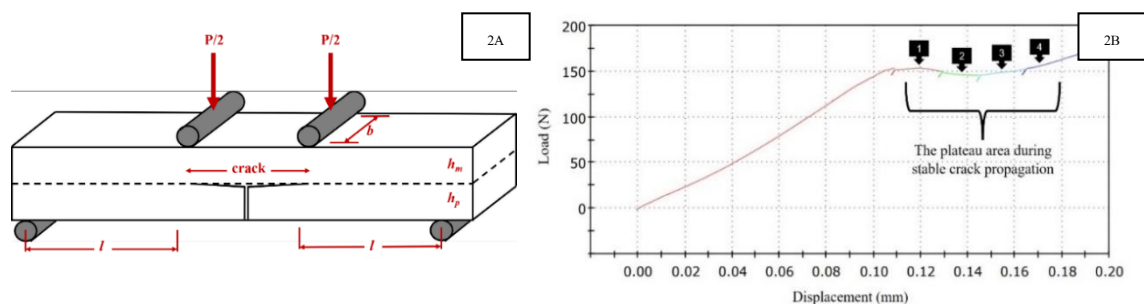 P/2
P/2
2A
b
crack
h_m
h_p
l
l
2B
200
150
100
50
0
Load (N)
1
2
3
4
The plateau area during
stable crack propagation
0.00 0.02 0.04 0.06 0.08 0.10 0.12 0.14 0.16 0.18 0.20
Displacement (mm)